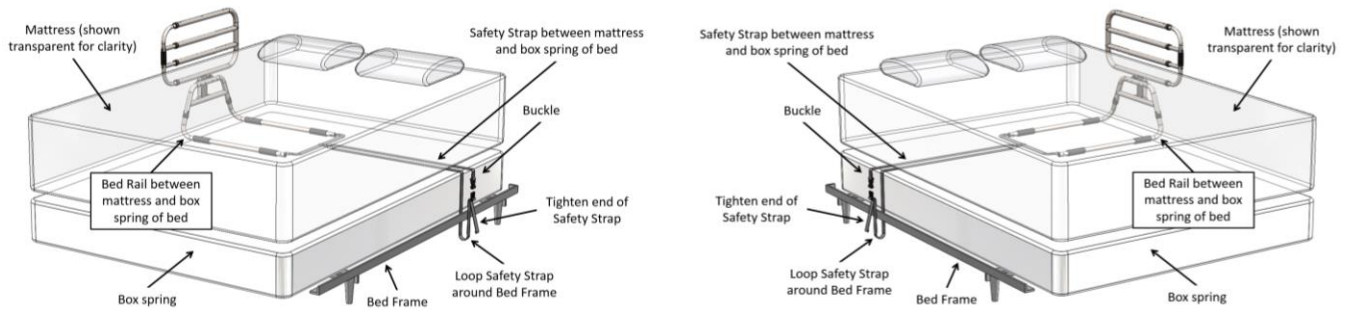 Mattress (shown
transparent for clarity)
Safety Strap between mattress
and box spring of bed
Buckle
Bed Rail between
mattress and box
spring of bed
Tighten end of
Safety Strap
Loop Safety Strap
around Bed Frame
Box spring
Bed Frame
Safety Strap between mattress
and box spring of bed
Mattress (shown
transparent for clarity)
Buckle
Bed Rail between
mattress and box
spring of bed
Tighten end of
Safety Strap
Loop Safety Strap
around Bed Frame
Bed Frame
Box spring